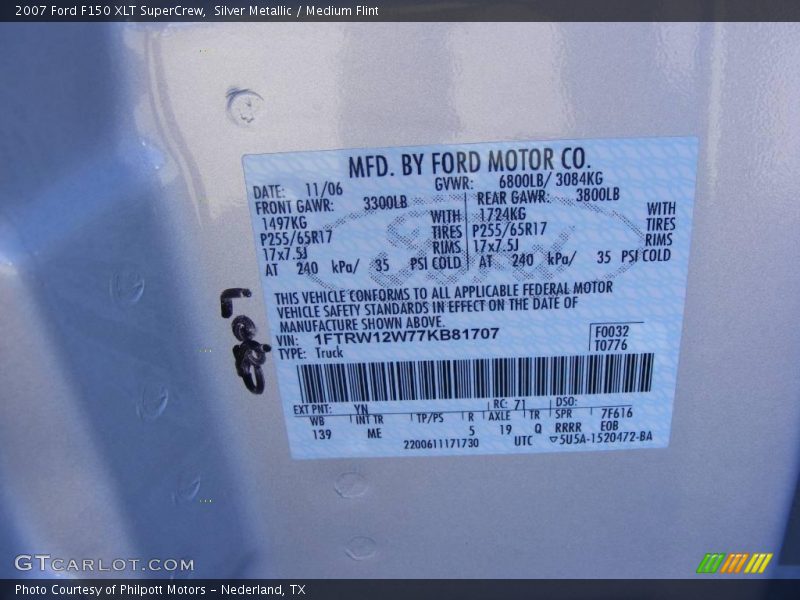 2007 Ford F150 XLT SuperCrew, Silver Metallic / Medium Flint
MFD. BY FORD MOTOR CO.
DATE: 11/06 GVWR: 6800LB/ 3084KG
FRONT GAWR: 3300LB REAR GAWR: 3800LB
1497KG WITH 1724KG WITH
P255/65R17 TIRES P255/65R17 TIRES
17x7.5J RIMS 17x7.5J RIMS
AT 240 kPa/ 35 PSI COLD AT 240 kPa/ 35 PSI COLD
THIS VEHICLE CONFORMS TO ALL APPLICABLE FEDERAL MOTOR
VEHICLE SAFETY STANDARDS IN EFFECT ON THE DATE OF
MANUFACTURE SHOWN ABOVE.
VIN: 1FTRW12W77KB81707 F0032
TYPE: Truck T0776
EXT PNT: YN RC: 71 DSO:
WB INT TR TP/PS R AXLE TR SPR 7F616
139 ME 5 19 Q RRRR E0B
2200611171730 UTC 5U5A-1520472-BA
GTCARLOT.COM
Photo Courtesy of Philpott Motors - Nederland, TX